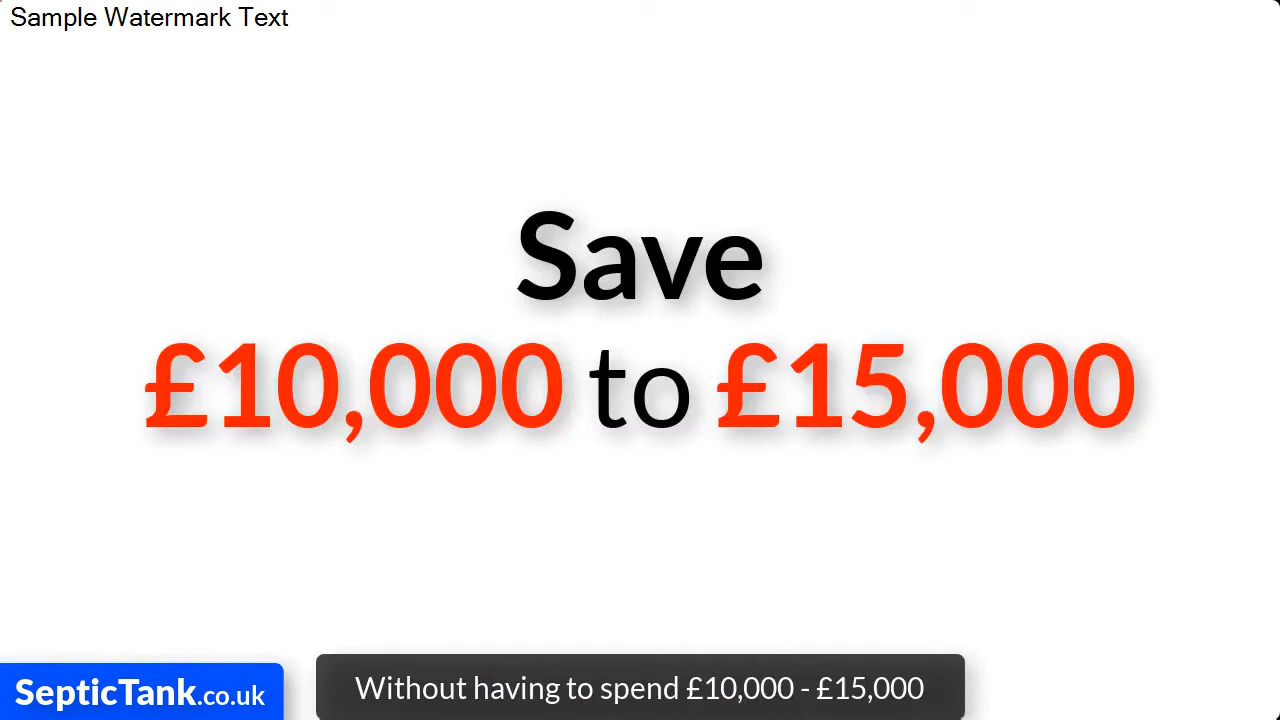 Sample Watermark Text
Save
£10,000 to £15,000
SepticTank.co.uk
Without having to spend £10,000 - £15,000